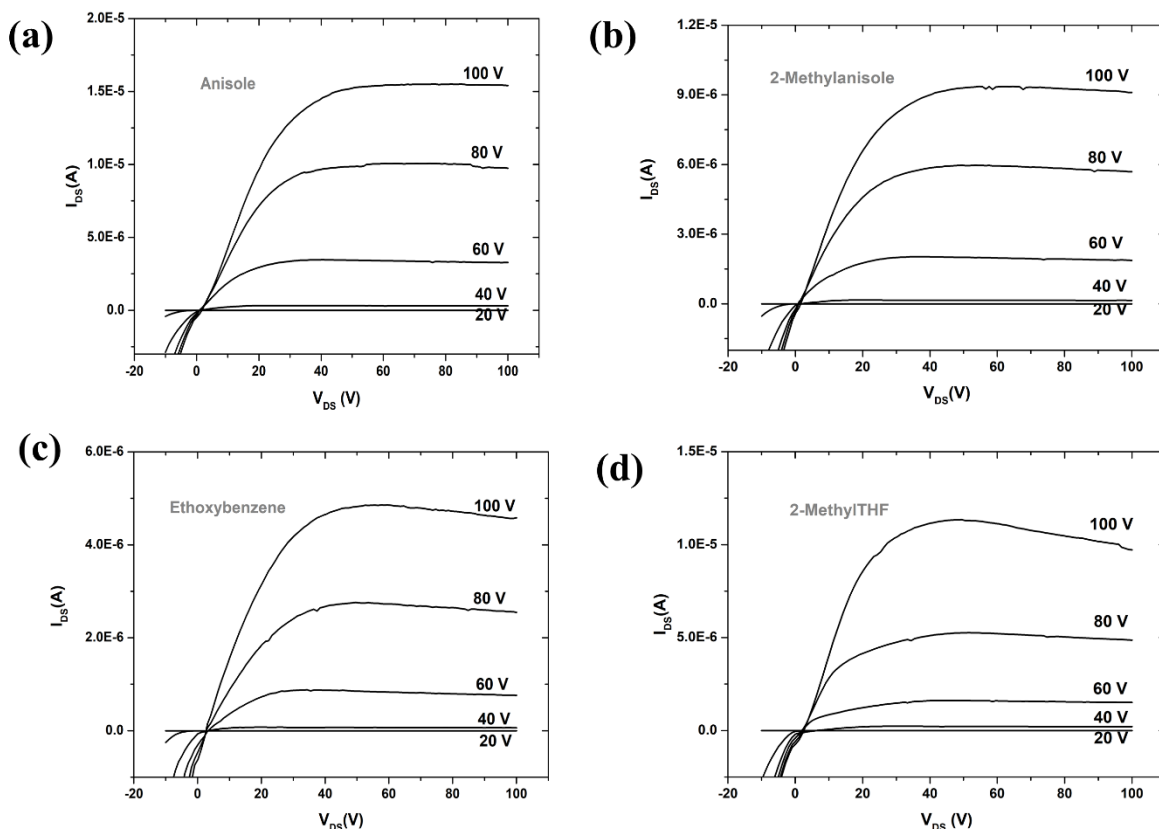 (a)
Anisole
100 V
80 V
60 V
40 V
20 V
2.0E-5
1.5E-5
1.0E-5
5.0E-6
0.0
I_DS(A)
-20 0 20 40 60 80 100
V_DS (V)
(b)
2-Methylanisole
100 V
80 V
60 V
40 V
20 V
1.2E-5
9.0E-6
6.0E-6
3.0E-6
0.0
I_DS(A)
-20 0 20 40 60 80 100
V_DS(V)
(c)
Ethoxybenzene
100 V
80 V
60 V
40 V
20 V
6.0E-6
4.0E-6
2.0E-6
0.0
I_DS(A)
-20 0 20 40 60 80 100
V_DS(V)
(d)
2-MethylTHF
100 V
80 V
60 V
40 V
20 V
1.5E-5
1.0E-5
5.0E-6
0.0
I_DS(A)
-20 0 20 40 60 80 100
V_DS (V)